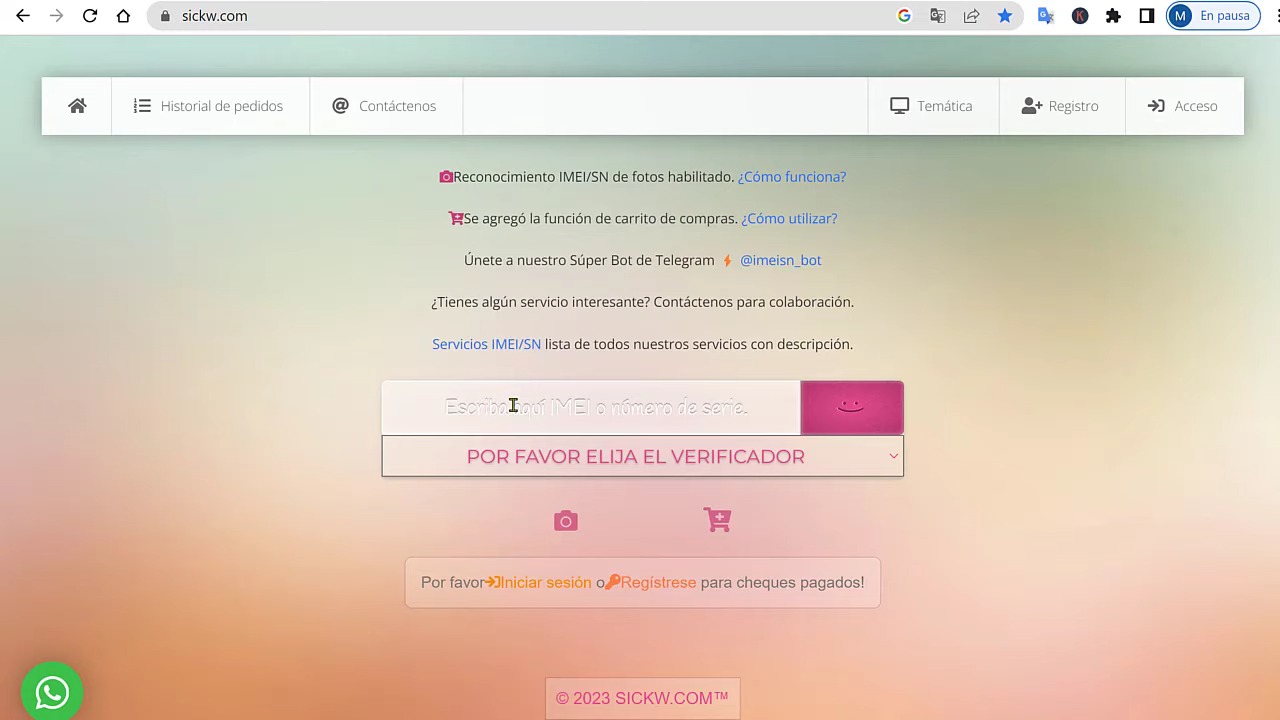 sickw.com
M En pausa
Historial de pedidos
Contáctenos
Temática
Registro
Acceso
Reconocimiento IMEI/SN de fotos habilitado. ¿Cómo funciona?
Se agregó la función de carrito de compras. ¿Cómo utilizar?
Únete a nuestro Súper Bot de Telegram @imeisn_bot
¿Tienes algún servicio interesante? Contáctenos para colaboración.
Servicios IMEI/SN lista de todos nuestros servicios con descripción.
Escriba aquí IMEI o número de serie.
POR FAVOR ELIJA EL VERIFICADOR
Por favor Iniciar sesión o Regístrese para cheques pagados!
© 2023 SICKW.COM™